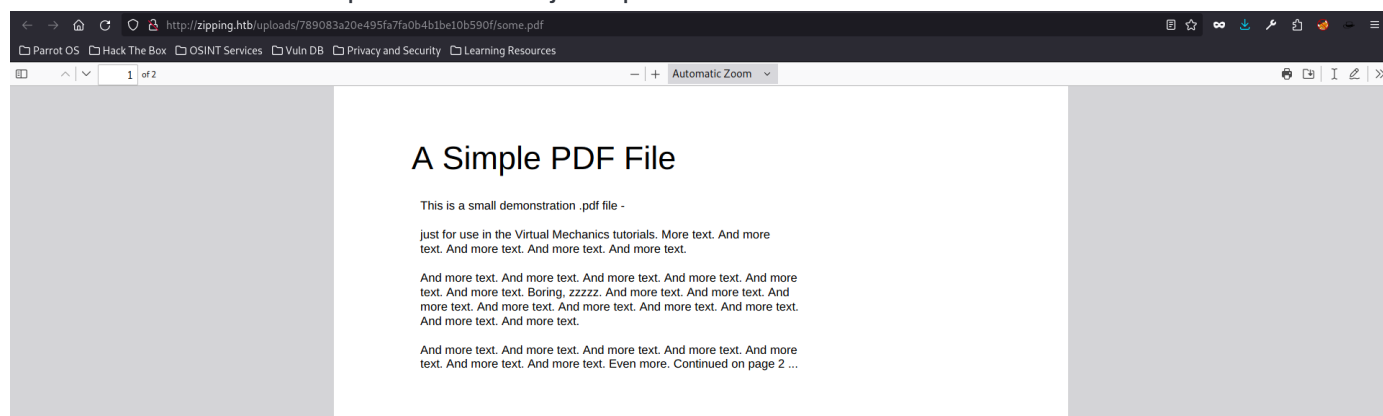 http://zipping.htb/uploads/789083a20e495fa7fa0b4b1be10b590f/some.pdf
Parrot OS Hack The Box OSINT Services Vuln DB Privacy and Security Learning Resources
1 of 2 Automatic Zoom
A Simple PDF File
This is a small demonstration .pdf file -
just for use in the Virtual Mechanics tutorials. More text. And more
text. And more text. And more text. And more text.
And more text. And more text. And more text. And more text. And more
text. And more text. Boring, zzzzz. And more text. And more text. And
more text. And more text. And more text. And more text. And more text.
And more text. And more text.
And more text. And more text. And more text. And more text. And more
text. And more text. And more text. Even more. Continued on page 2 ...